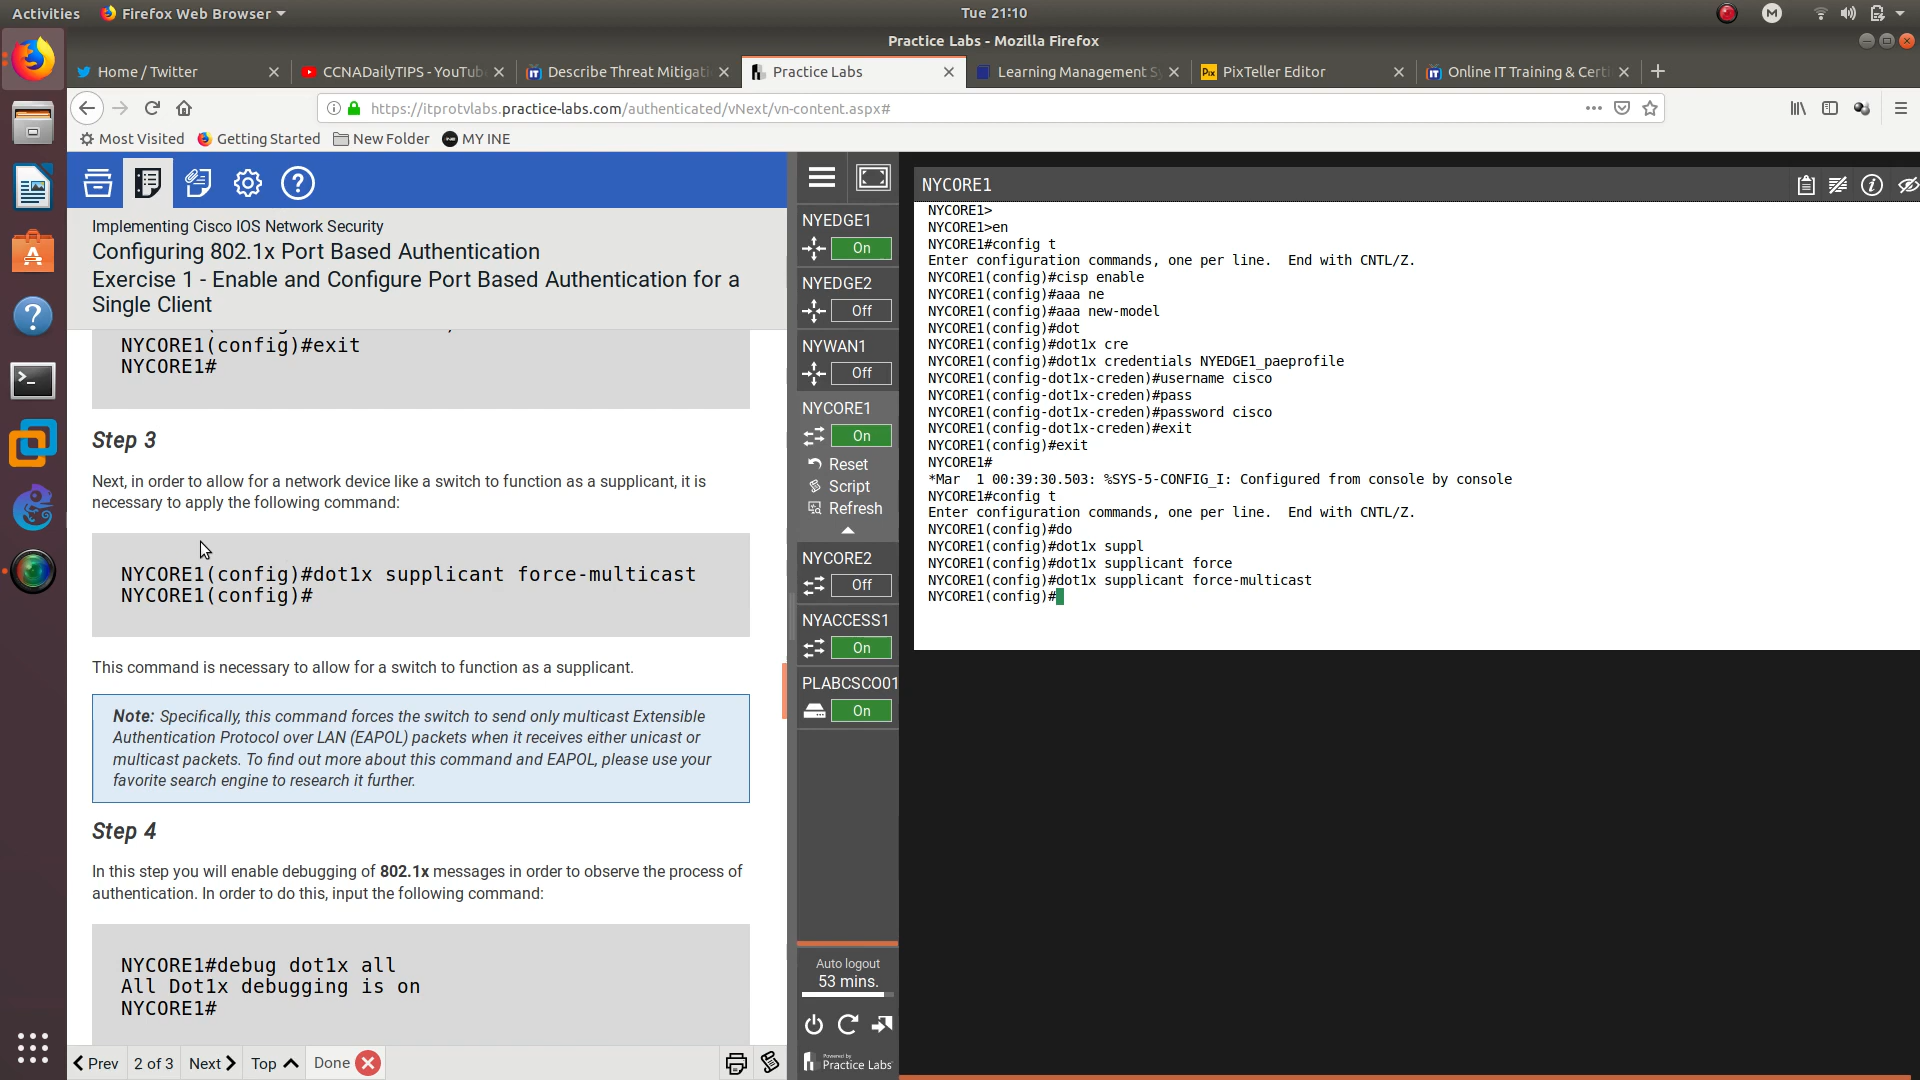 Activities
Firefox Web Browser
Tue 21:10
M
Practice Labs - Mozilla Firefox
Home / Twitter
CCNADailyTIPS - YouTub
Describe Threat Mitigati
Practice Labs
Learning Management Sy
PixTeller Editor
Online IT Training & Certi
https://itprotvlabs.practice-labs.com/authenticated/vNext/vn-content.aspx#
Most Visited
Getting Started
New Folder
MY INE
Implementing Cisco IOS Network Security
Configuring 802.1x Port Based Authentication
Exercise 1 - Enable and Configure Port Based Authentication for a
Single Client
NYCORE1(config)#exit
NYCORE1#
Step 3
Next, in order to allow for a network device like a switch to function as a supplicant, it is
necessary to apply the following command:
NYCORE1(config)#dot1x supplicant force-multicast
NYCORE1(config)#
This command is necessary to allow for a switch to function as a supplicant.
Note: Specifically, this command forces the switch to send only multicast Extensible
Authentication Protocol over LAN (EAPOL) packets when it receives either unicast or
multicast packets. To find out more about this command and EAPOL, please use your
favorite search engine to research it further.
Step 4
In this step you will enable debugging of 802.1x messages in order to observe the process of
authentication. In order to do this, input the following command:
NYCORE1#debug dot1x all
All Dot1x debugging is on
NYCORE1#
Prev
2 of 3
Next
Top
Done
NYEDGE1
On
NYEDGE2
Off
NYWAN1
Off
NYCORE1
On
Reset
Script
Refresh
NYCORE2
Off
NYACCESS1
On
PLABCSCO01
On
Auto logout
53 mins.
Powered by
Practice Labs
NYCORE1
NYCORE1>
NYCORE1>en
NYCORE1#config t
Enter configuration commands, one per line.  End with CNTL/Z.
NYCORE1(config)#cisp enable
NYCORE1(config)#aaa ne
NYCORE1(config)#aaa new-model
NYCORE1(config)#dot
NYCORE1(config)#dot1x cre
NYCORE1(config)#dot1x credentials NYEDGE1_paeprofile
NYCORE1(config-dot1x-creden)#username cisco
NYCORE1(config-dot1x-creden)#pass
NYCORE1(config-dot1x-creden)#password cisco
NYCORE1(config-dot1x-creden)#exit
NYCORE1(config)#exit
NYCORE1#
*Mar  1 00:39:30.503: %SYS-5-CONFIG_I: Configured from console by console
NYCORE1#config t
Enter configuration commands, one per line.  End with CNTL/Z.
NYCORE1(config)#do
NYCORE1(config)#dot1x suppl
NYCORE1(config)#dot1x supplicant force
NYCORE1(config)#dot1x supplicant force-multicast
NYCORE1(config)#